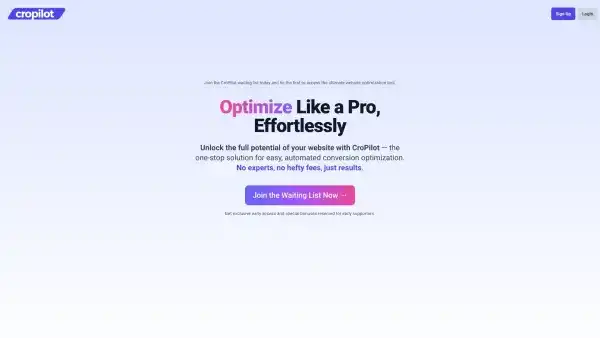 cropilot
Sign Up
Login
Join the CroPilot waiting list today and be the first to access the ultimate website optimization tool.
Optimize Like a Pro,
Effortlessly
Unlock the full potential of your website with CroPilot — the
one-stop solution for easy, automated conversion optimization.
No experts, no hefty fees, just results.
Join the Waiting List Now →
Get exclusive early access and special bonuses reserved for early supporters